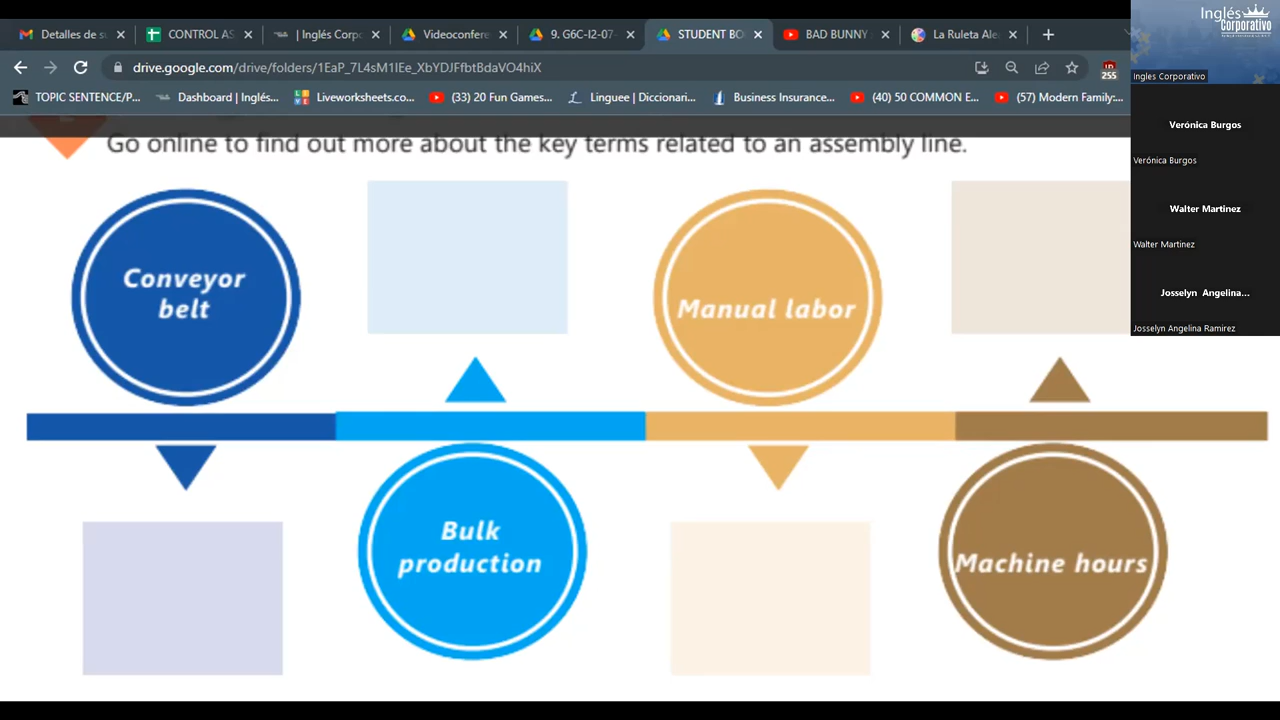 Detalles de su
CONTROL AS
| Inglés Corpo
Videoconfere
9. G6C-I2-07-
STUDENT BO
BAD BUNNY
La Ruleta Ale
Inglés
Corporativo
Ingles Corporativo
drive.google.com/drive/folders/1EaP_7L4sM1IEe_XbYDJFfbtBdaVO4hiX
255
TOPIC SENTENCE/P...
Dashboard | Inglés...
Liveworksheets.co...
(33) 20 Fun Games...
Linguee | Diccionari...
Business Insurance...
(40) 50 COMMON E...
(57) Modern Family:...
Go online to find out more about the key terms related to an assembly line.
Verónica Burgos
Verónica Burgos
Walter Martinez
Walter Martinez
Josselyn Angelina...
Josselyn Angelina Ramirez
Conveyor
belt
Manual labor
Bulk
production
Machine hours